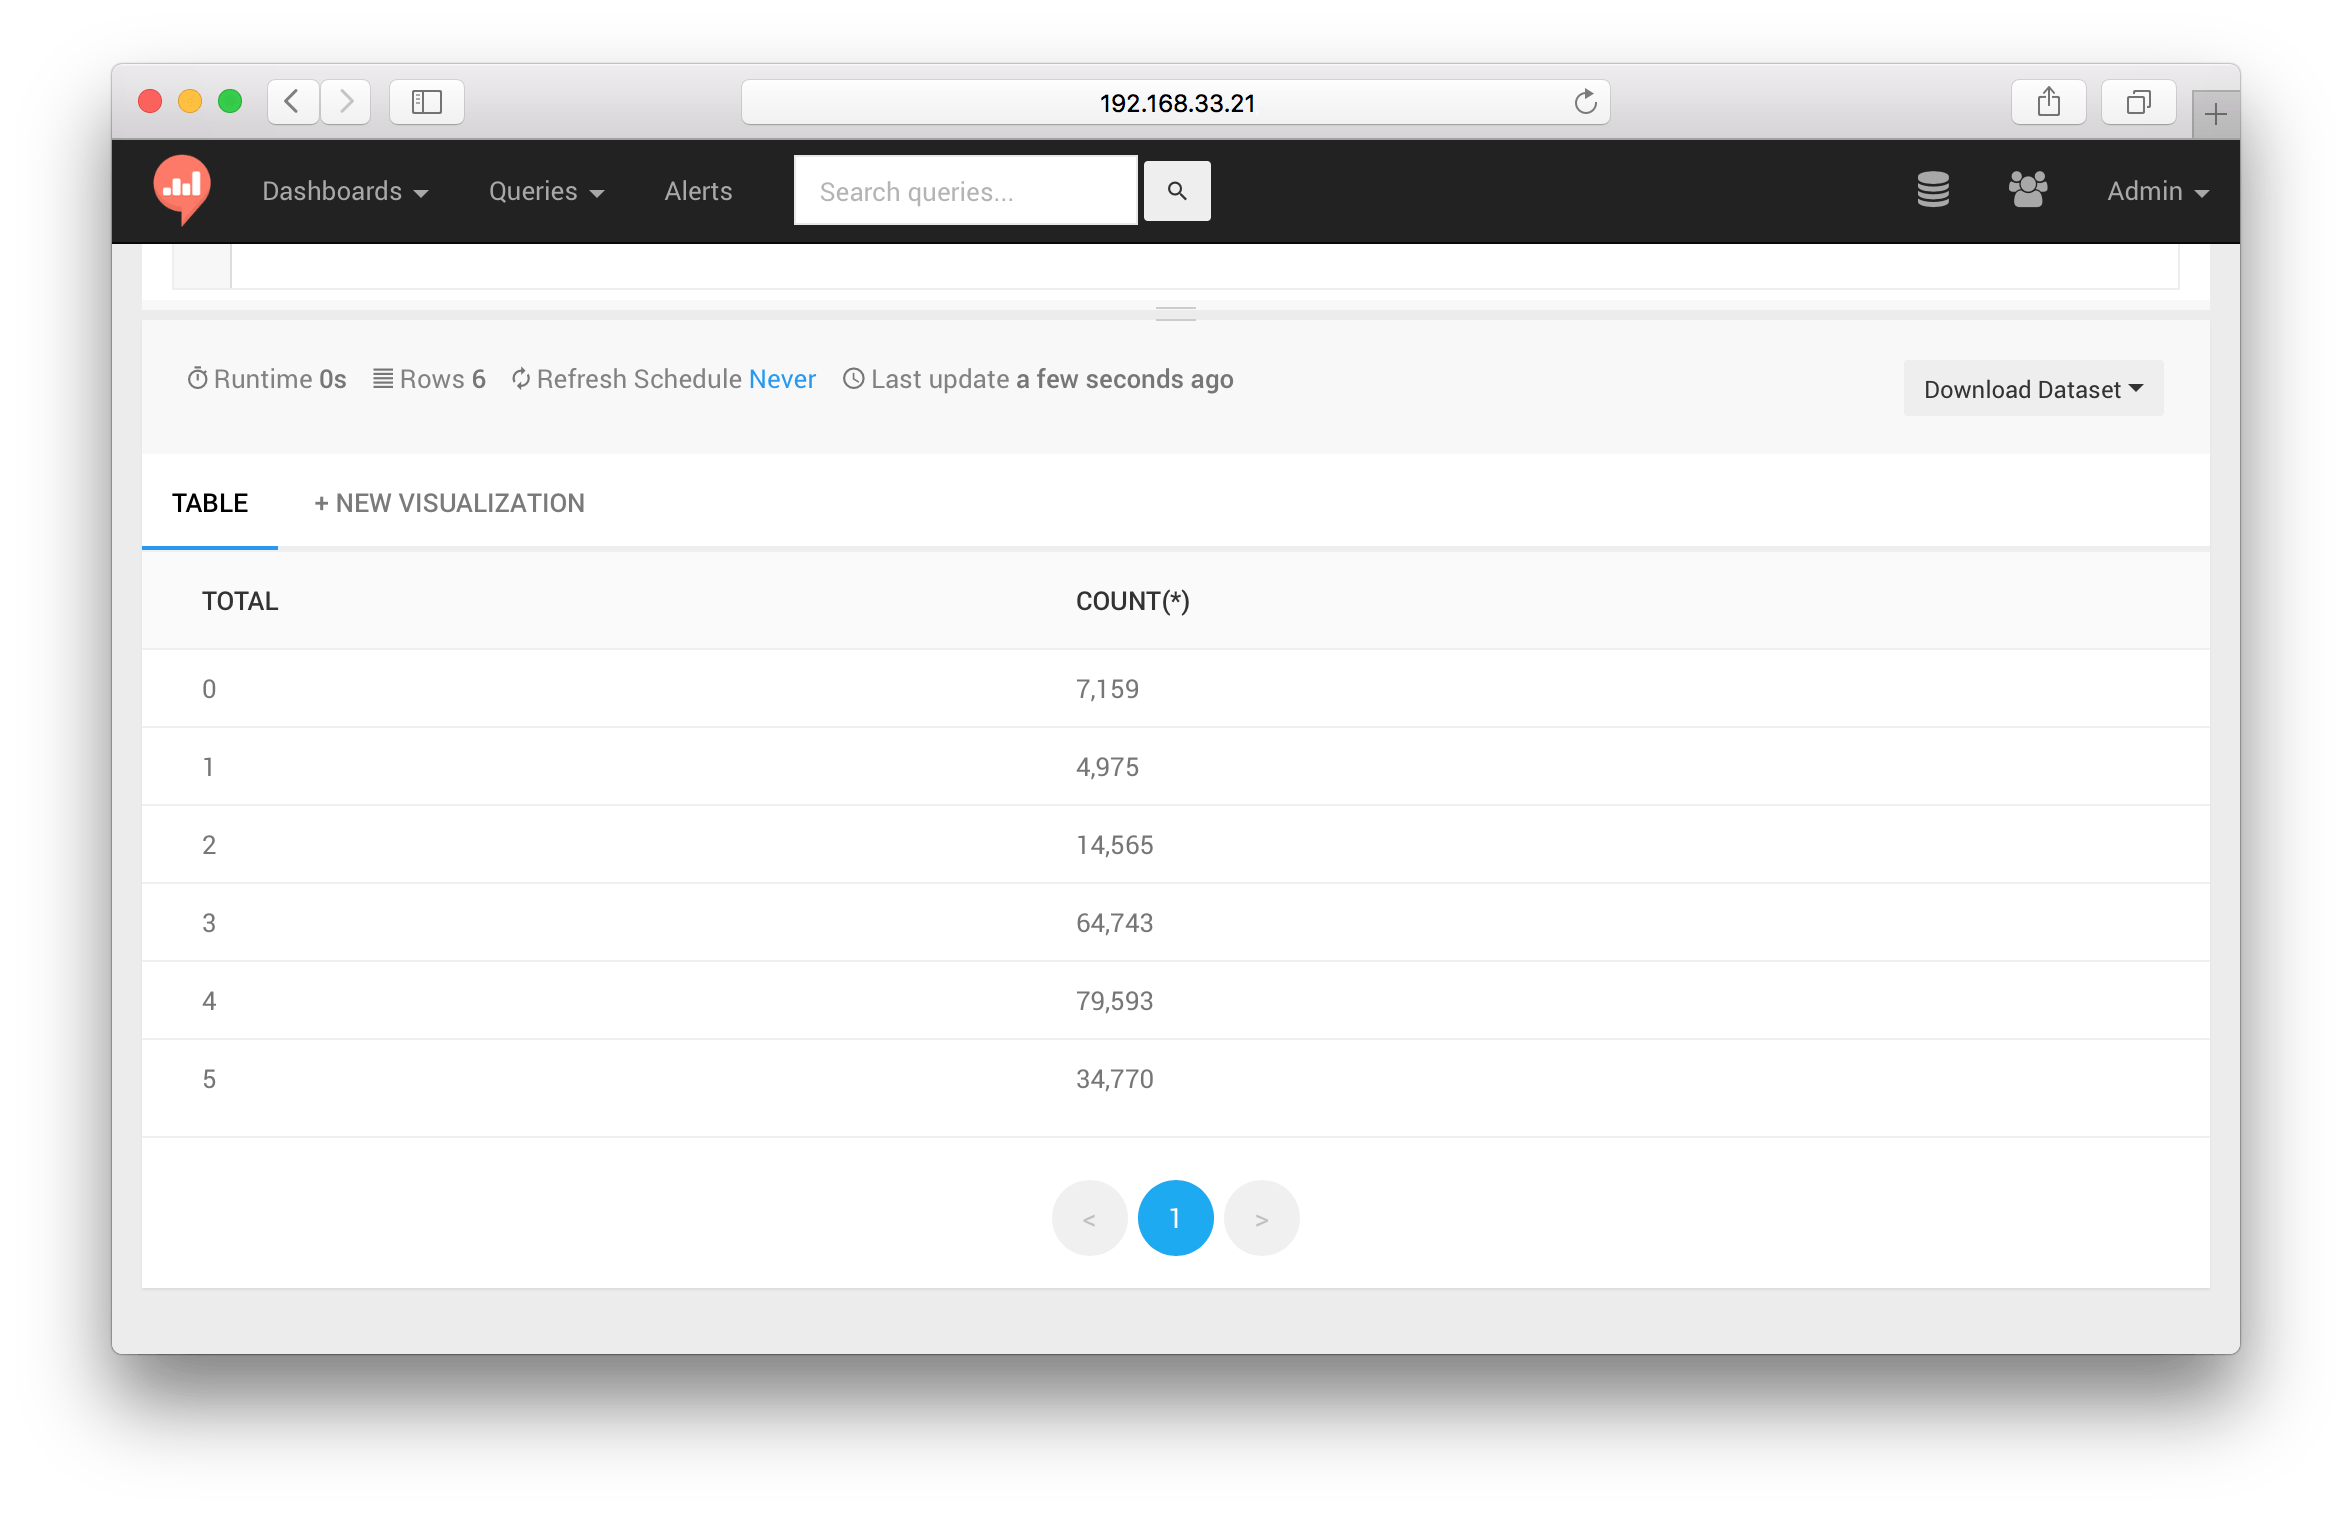 192.168.33.21
Dashboards Queries Alerts Search queries... Admin
Runtime 0s Rows 6 Refresh Schedule Never Last update a few seconds ago Download Dataset
TABLE + NEW VISUALIZATION
TOTAL COUNT(*)
0 7,159
1 4,975
2 14,565
3 64,743
4 79,593
5 34,770
< 1 >